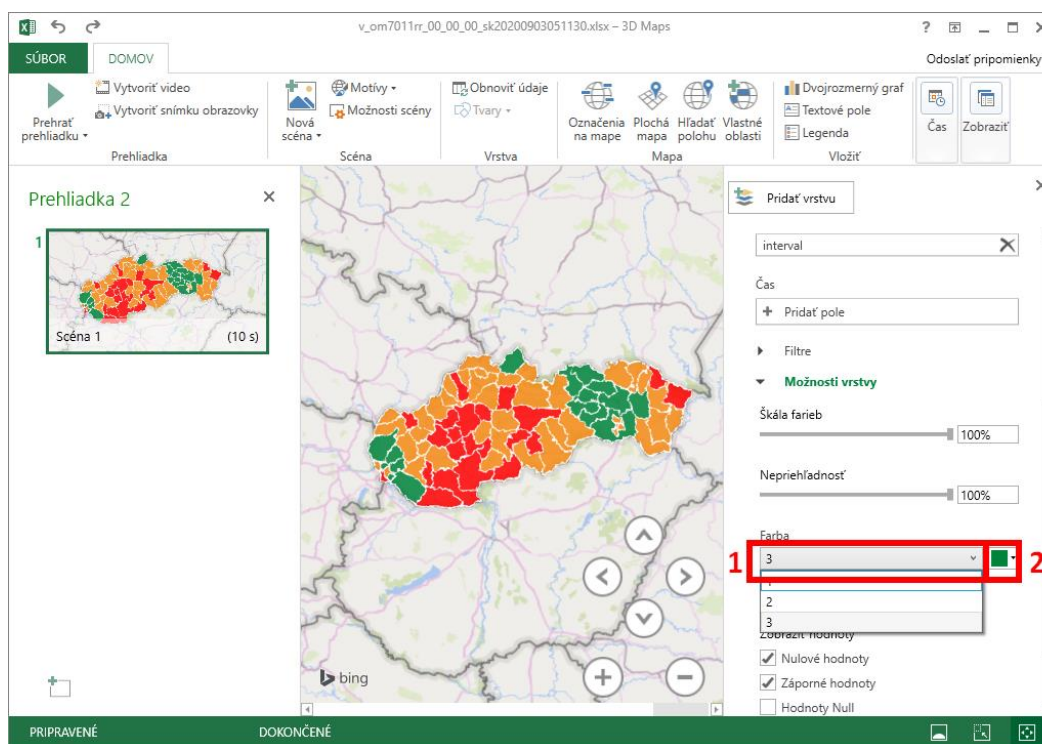 v_om7011rr_00_00_00_sk20200903051130.xlsx – 3D Maps
?
SÚBOR
DOMOV
Odoslať pripomienky
Prehrať prehliadku
Vytvoriť video
Vytvoriť snímku obrazovky
Prehliadka
Nová scéna
Motívy
Možnosti scény
Scéna
Obnoviť údaje
Tvary
Vrstva
Označenia na mape
Plochá mapa
Hľadať polohu
Vlastné oblasti
Mapa
Dvojrozmerný graf
Textové pole
Legenda
Vložiť
Čas
Zobraziť
Prehliadka 2
1
Scéna 1
(10 s)
bing
Pridať vrstvu
interval
Čas
Pridať pole
Filtre
Možnosti vrstvy
Škála farieb
100%
Nepriehľadnosť
100%
Farba
1
3
2
1
2
3
Zobraziť hodnoty
Nulové hodnoty
Záporné hodnoty
Hodnoty Null
PRIPRAVENÉ
DOKONČENÉ